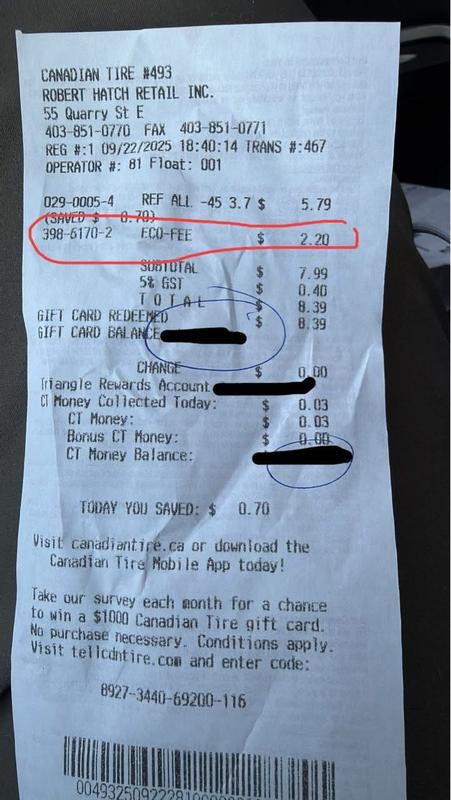 CANADIAN TIRE #493
ROBERT HATCH RETAIL INC.
55 Quarry St E
403-851-0770 FAX 403-851-0771
REG #:1 09/22/2025 18:40:14 TRANS #:467
OPERATOR #: 81 Float: 001
029-0005-4 REF ALL -45 3.7 $ 5.79
(SAVED $ 0.70)
398-6170-2 ECO-FEE $ 2.20
SUBTOTAL $ 7.99
5% GST $ 0.40
T O T A L $ 8.39
GIFT CARD REDEEMED $ 8.39
GIFT CARD BALANCE
CHANGE $ 0.00
Triangle Rewards Account
CT Money Collected Today: $ 0.03
CT Money: $ 0.03
Bonus CT Money: $ 0.00
CT Money Balance:
TODAY YOU SAVED: $ 0.70
Visit canadiantire.ca or download the
Canadian Tire Mobile App today!
Take our survey each month for a chance
to win a $1000 Canadian Tire gift card.
No purchase necessary. Conditions apply.
Visit tellcdntire.com and enter code:
8927-3440-69200-116